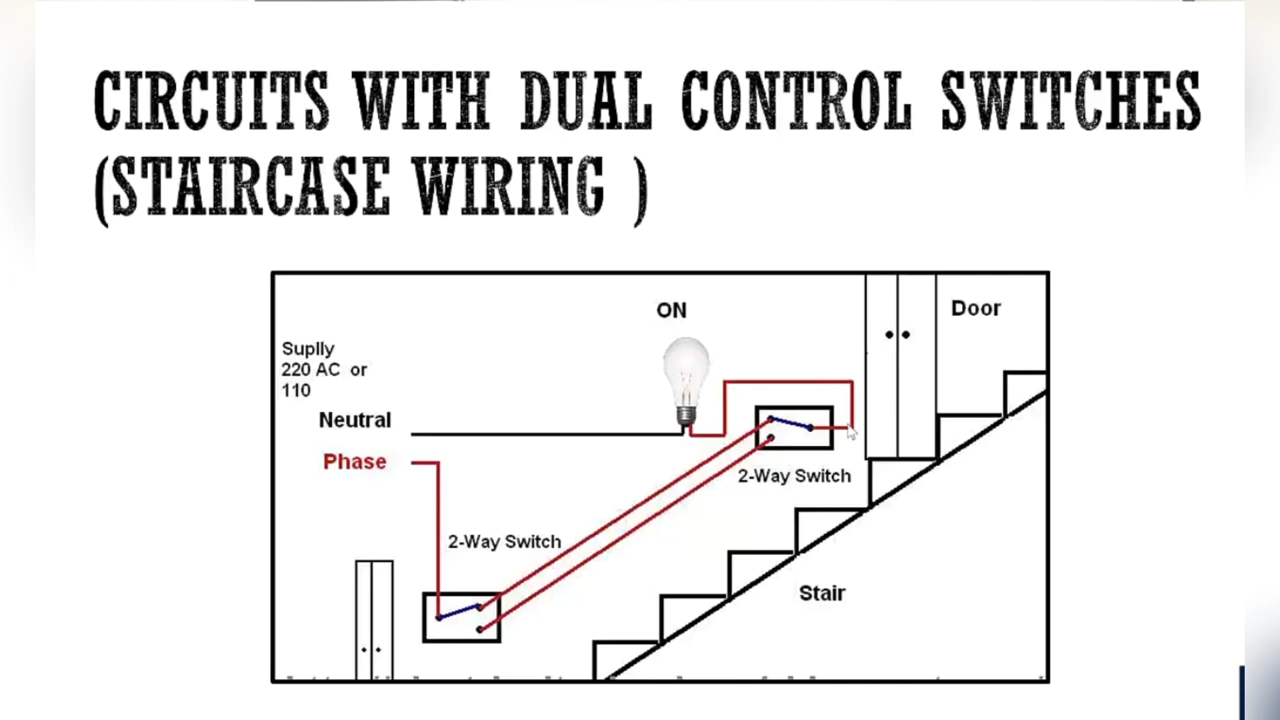 CIRCUITS WITH DUAL CONTROL SWITCHES
(STAIRCASE WIRING )
ON
Door
Suplly
220 AC or
110
Neutral
Phase
2-Way Switch
2-Way Switch
Stair